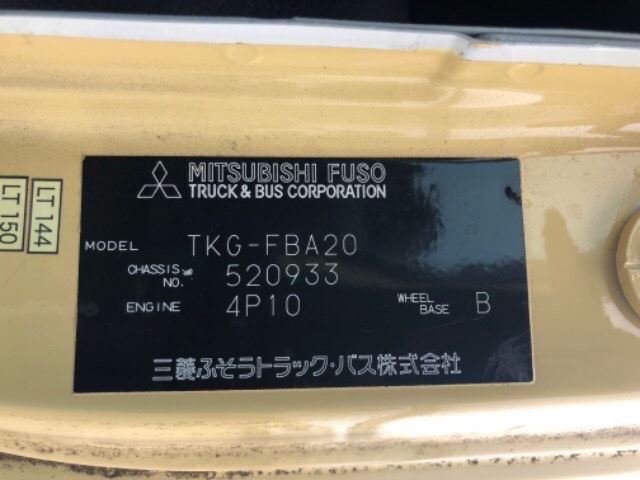 MITSUBISHI FUSO
TRUCK & BUS CORPORATION
MODEL TKG-FBA20
CHASSIS NO. 520933
ENGINE 4P10 WHEEL BASE B
三菱ふそうトラック・バス株式会社
LT 144
LT 150